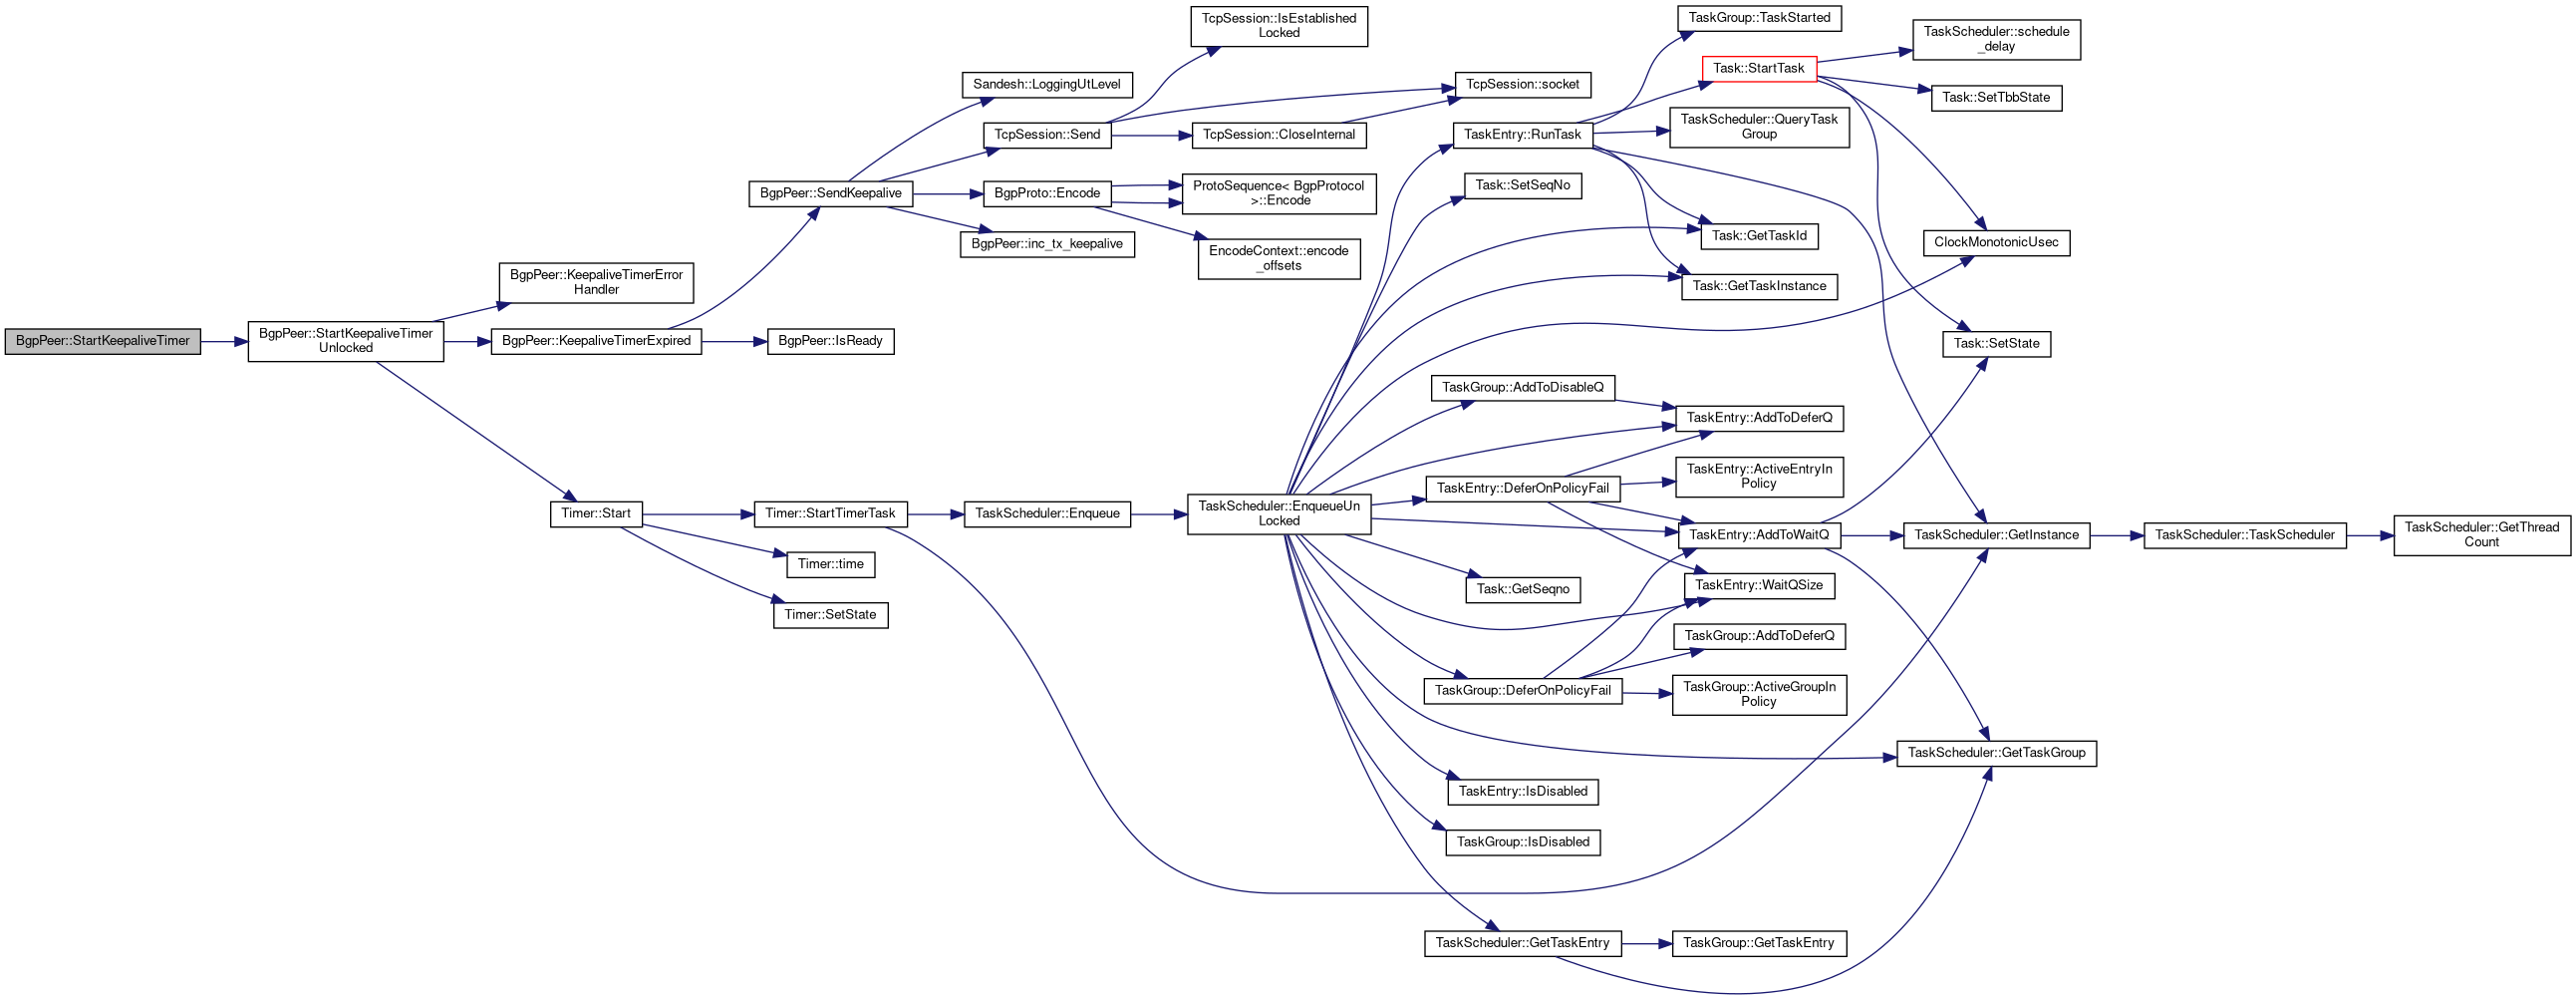 BgpPeer::StartKeepaliveTimer
BgpPeer::StartKeepaliveTimer
Unlocked
BgpPeer::KeepaliveTimerError
Handler
BgpPeer::KeepaliveTimerExpired
BgpPeer::SendKeepalive
Sandesh::LoggingUtLevel
TcpSession::Send
TcpSession::IsEstablished
Locked
TcpSession::socket
TcpSession::CloseInternal
BgpProto::Encode
ProtoSequence< BgpProtocol
>::Encode
EncodeContext::encode
_offsets
BgpPeer::inc_tx_keepalive
BgpPeer::IsReady
Timer::Start
Timer::StartTimerTask
Timer::time
Timer::SetState
TaskScheduler::Enqueue
TaskScheduler::EnqueueUn
Locked
TaskEntry::RunTask
TaskGroup::TaskStarted
Task::StartTask
TaskScheduler::schedule
_delay
Task::SetTbbState
TaskScheduler::QueryTask
Group
Task::SetSeqNo
Task::GetTaskId
Task::GetTaskInstance
ClockMonotonicUsec
Task::SetState
TaskGroup::AddToDisableQ
TaskEntry::AddToDeferQ
TaskEntry::DeferOnPolicyFail
TaskEntry::ActiveEntryIn
Policy
TaskEntry::AddToWaitQ
TaskScheduler::GetInstance
TaskScheduler::TaskScheduler
TaskScheduler::GetThread
Count
Task::GetSeqno
TaskEntry::WaitQSize
TaskGroup::AddToDeferQ
TaskGroup::DeferOnPolicyFail
TaskGroup::ActiveGroupIn
Policy
TaskScheduler::GetTaskGroup
TaskEntry::IsDisabled
TaskGroup::IsDisabled
TaskScheduler::GetTaskEntry
TaskGroup::GetTaskEntry